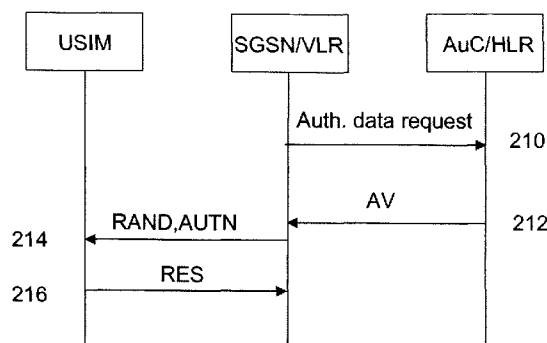 USIM
SGSN/VLR
AuC/HLR
Auth. data request
210
AV
212
RAND,AUTN
214
RES
216